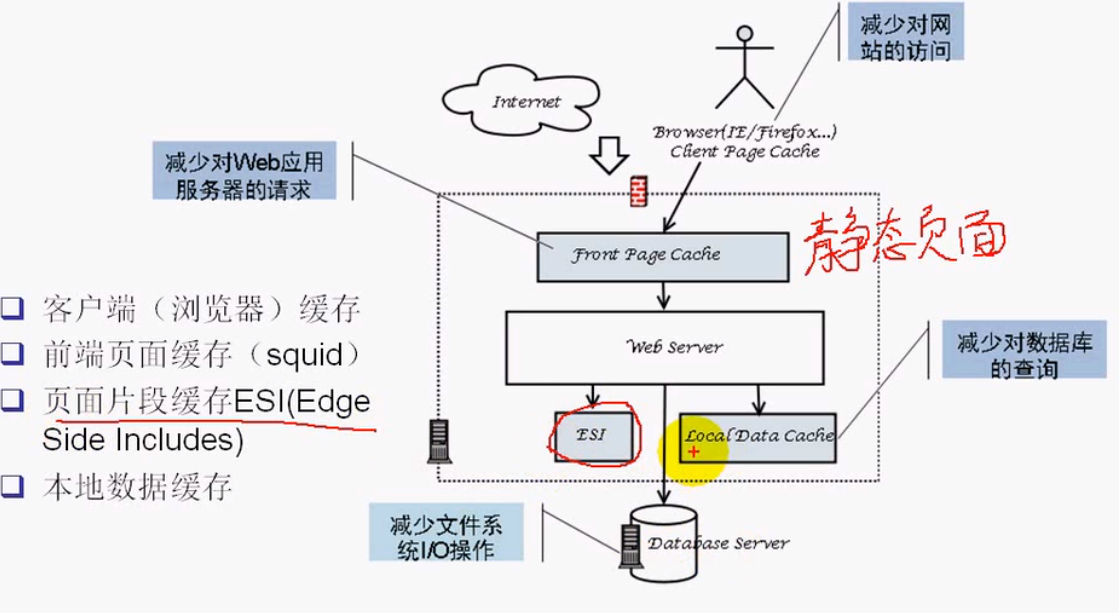 减少对网
站的访问
Internet
Browser(IE/Firefox...)
Client Page Cache
减少对Web应用
服务器的请求
Front Page Cache
静态页面
客户端（浏览器）缓存
前端页面缓存（squid）
页面片段缓存ESI(Edge
Side Includes)
本地数据缓存
Web Server
减少对数据库
的查询
ESI
Local Data Cache
减少文件系
统I/O操作
Database Server